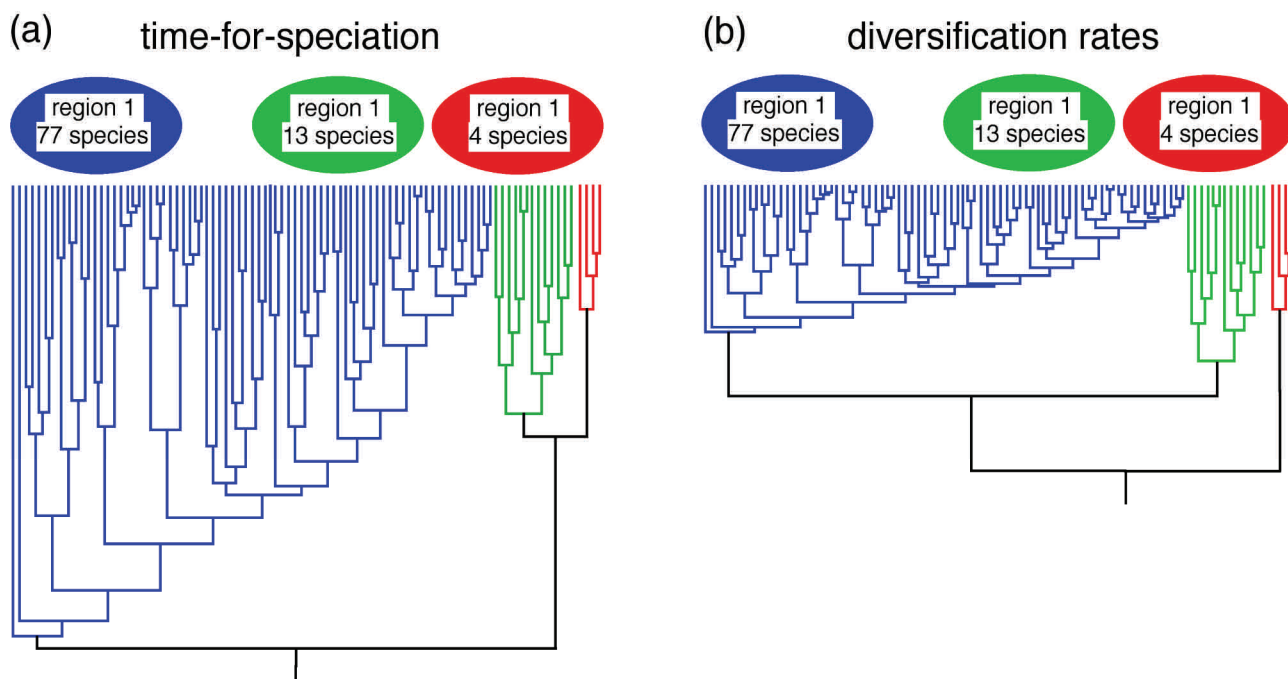 (a) time-for-speciation
region 1
77 species
region 1
13 species
region 1
4 species
(b) diversification rates
region 1
77 species
region 1
13 species
region 1
4 species